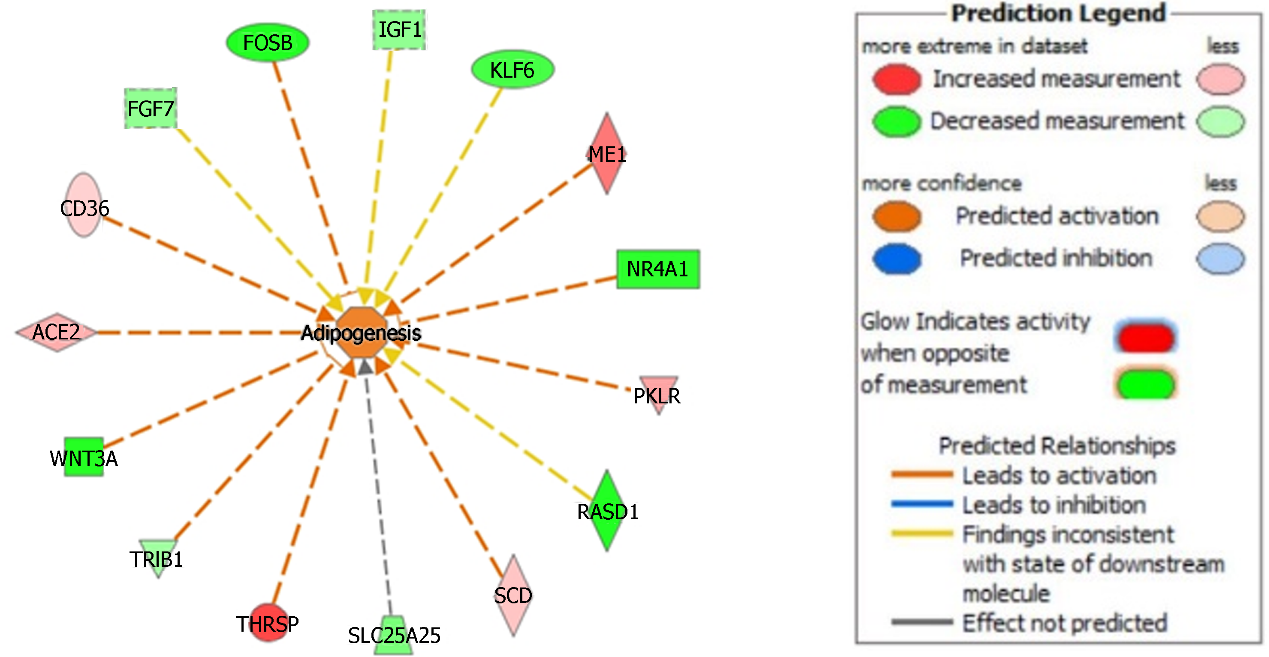 IGF1
FOSB
KLF6
FGF7
ME1
CD36
NR4A1
ACE2
Adipogenesis
PKLR
WNT3A
RASD1
TRIB1
SCD
THRSP
SLC25A25
Prediction Legend
more extreme in dataset less
Increased measurement
Decreased measurement
more confidence less
Predicted activation
Predicted inhibition
Glow Indicates activity
when opposite
of measurement
Predicted Relationships
Leads to activation
Leads to inhibition
Findings inconsistent
with state of downstream
molecule
Effect not predicted